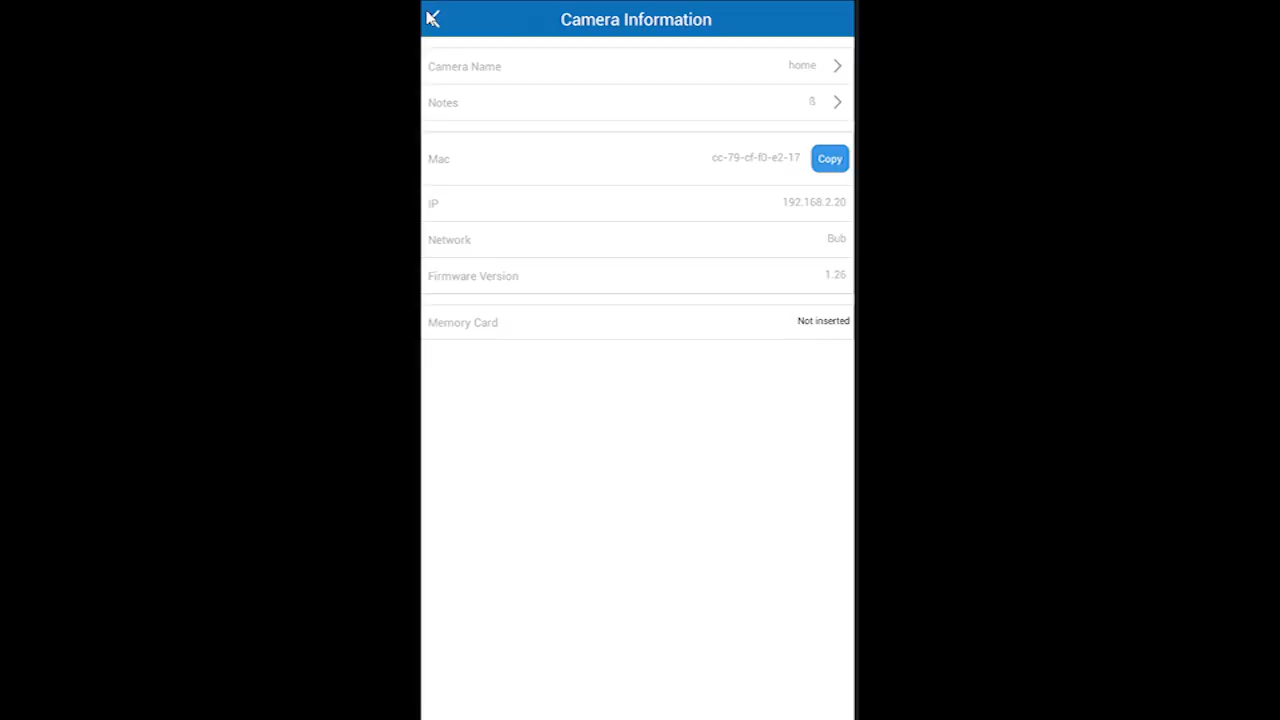 Camera Information
Camera Name home
Notes
Mac cc-79-cf-f0-e2-17 Copy
IP 192.168.2.20
Network Bub
Firmware Version 1.26
Memory Card Not inserted